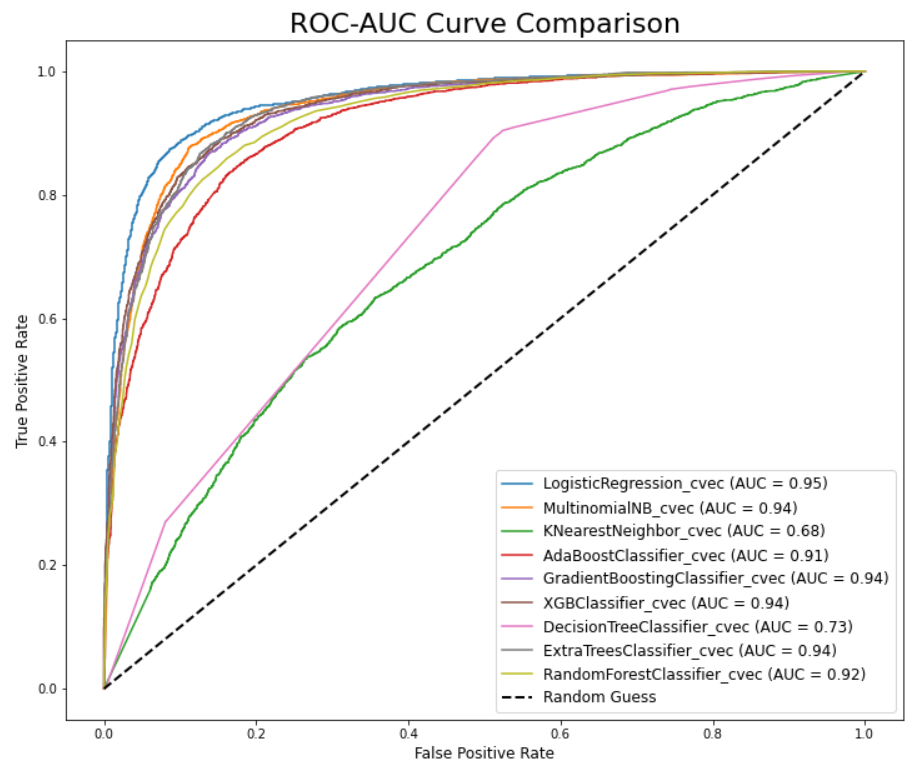 ROC-AUC Curve Comparison
True Positive Rate
1.0
0.8
0.6
0.4
0.2
0.0
LogisticRegression_cvec (AUC = 0.95)
MultinomialNB_cvec (AUC = 0.94)
KNearestNeighbor_cvec (AUC = 0.68)
AdaBoostClassifier_cvec (AUC = 0.91)
GradientBoostingClassifier_cvec (AUC = 0.94)
XGBClassifier_cvec (AUC = 0.94)
DecisionTreeClassifier_cvec (AUC = 0.73)
ExtraTreesClassifier_cvec (AUC = 0.94)
RandomForestClassifier_cvec (AUC = 0.92)
Random Guess
0.0 0.2 0.4 0.6 0.8 1.0
False Positive Rate